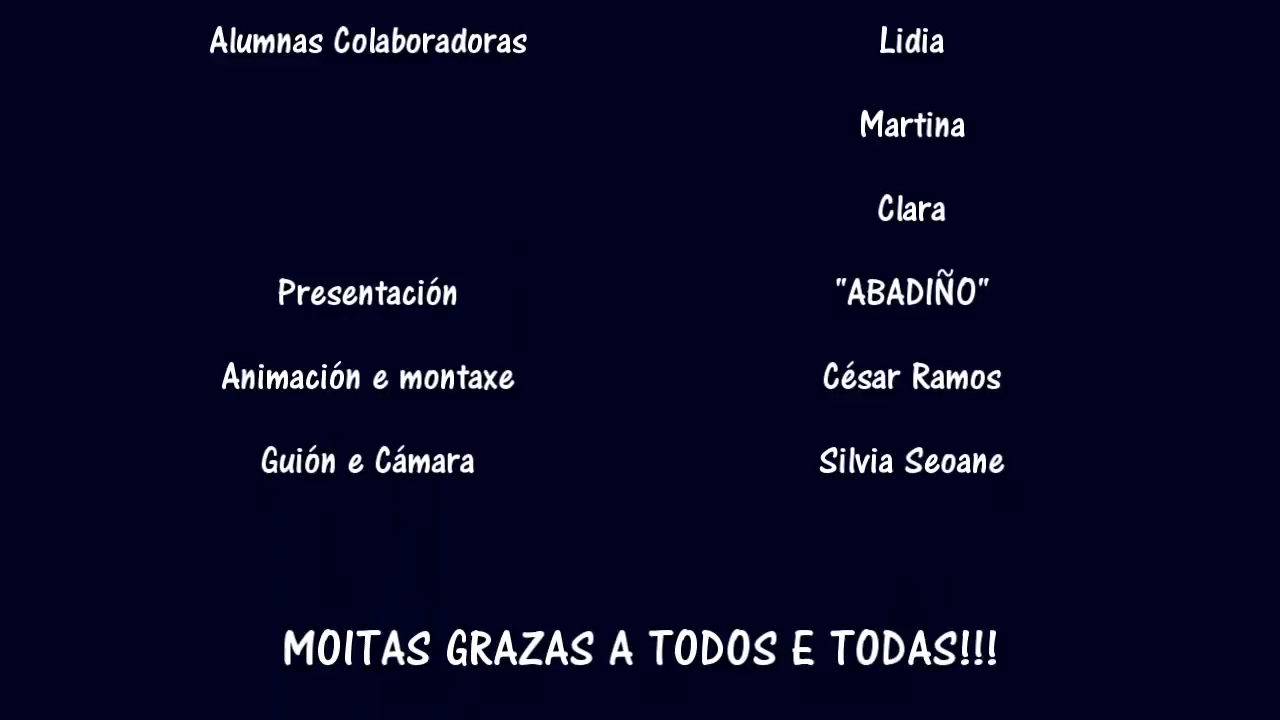 Alumnas Colaboradoras Lidia
Martina
Clara
Presentación "ABADIÑO"
Animación e montaxe César Ramos
Guión e Cámara Silvia Seoane
MOITAS GRAZAS A TODOS E TODAS!!!